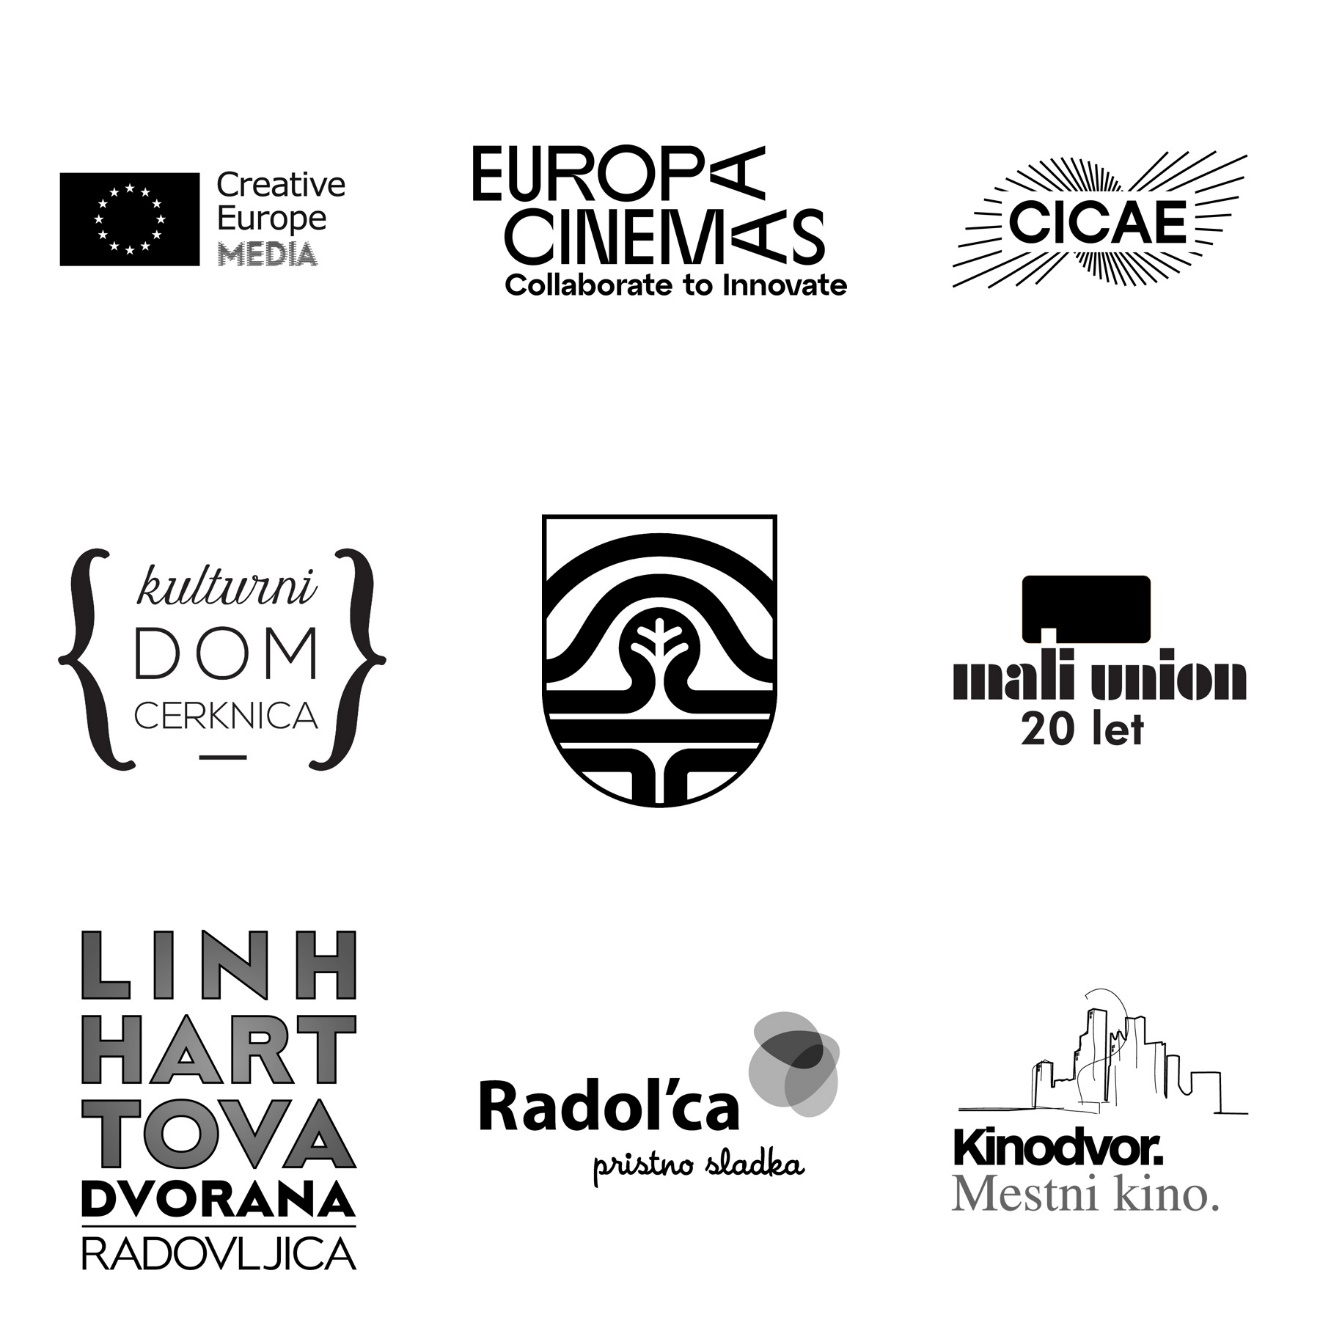 Creative
Europe
MEDIA
EUROPA
CINEMAS
Collaborate to Innovate
CICAE
kulturni
DOM
CERKNICA
mali union
20 let
LINH
HART
TOVA
DVORANA
RADOVLJICA
Radol'ca
pristno sladka
Kinodvor.
Mestni kino.